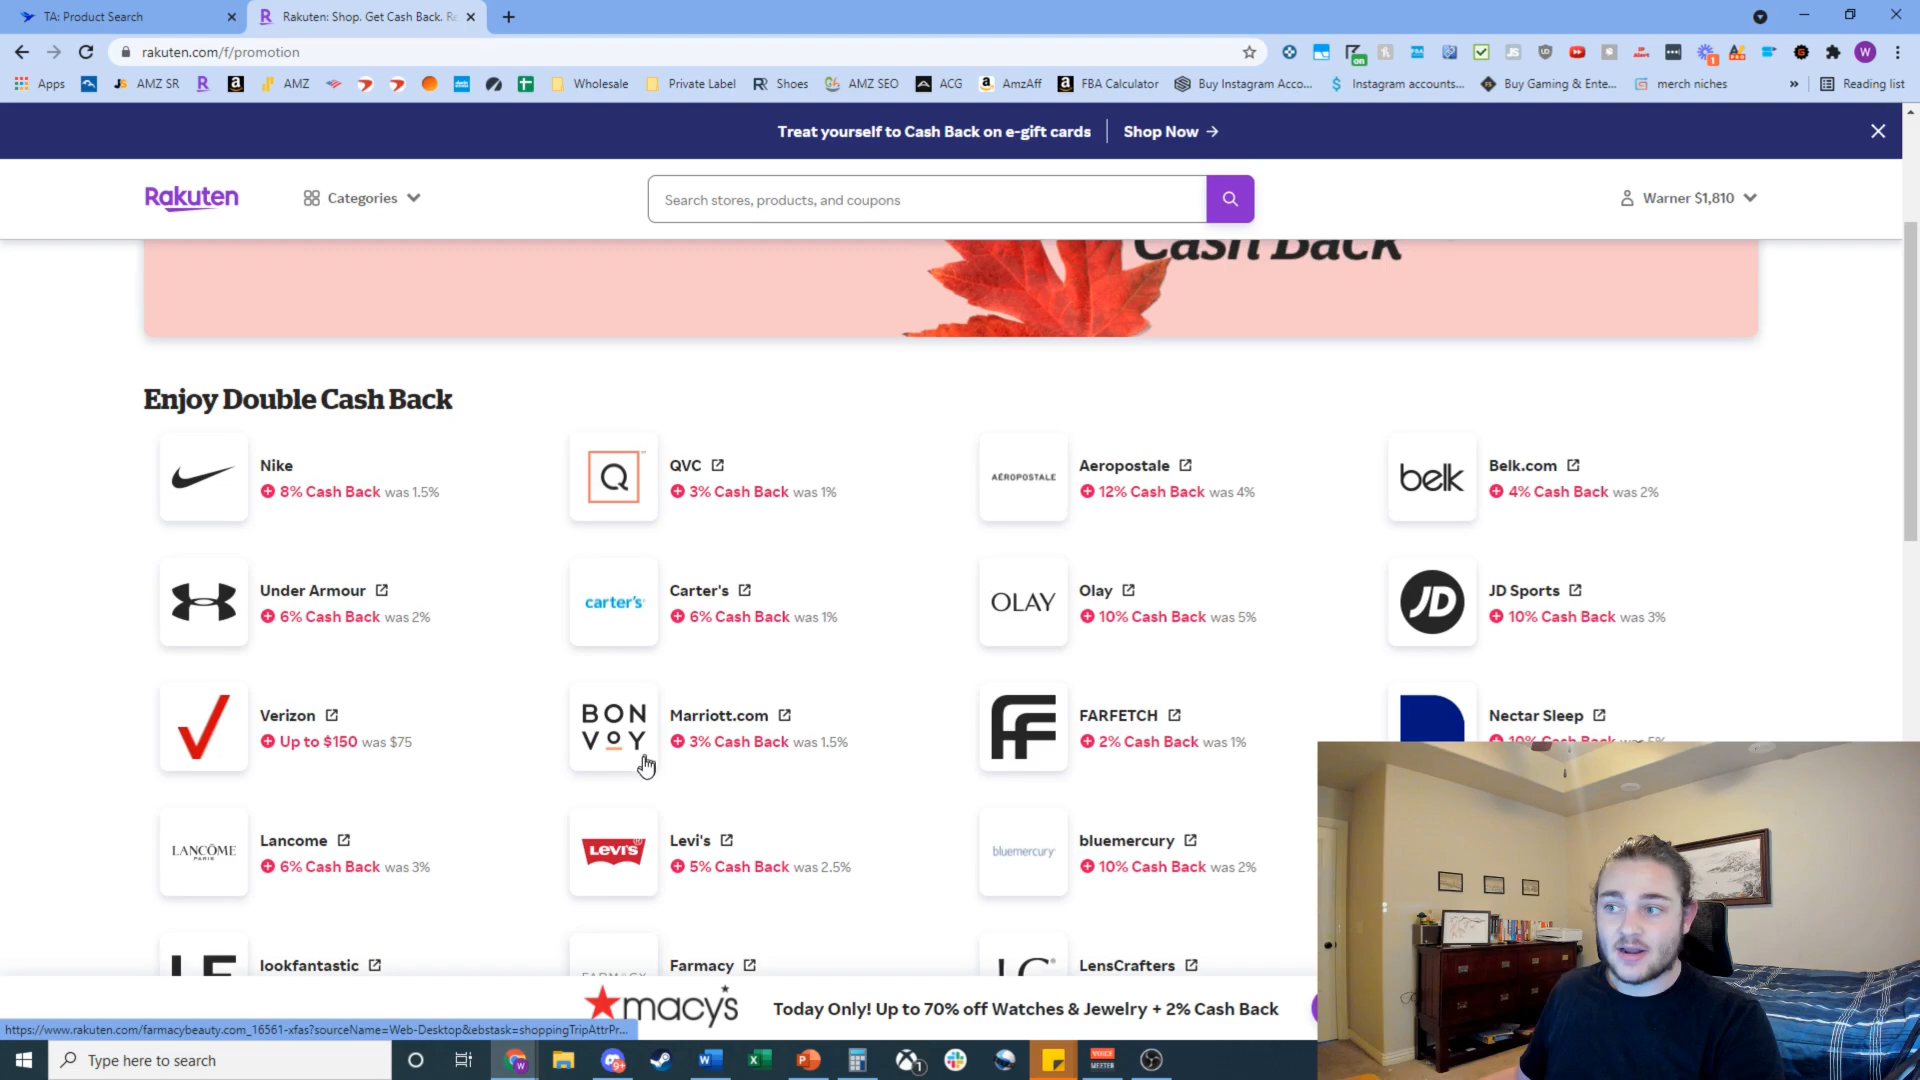 TA: Product Search
Rakuten: Shop. Get Cash Back. Re
rakuten.com/f/promotion
Apps
AMZ SR
AMZ
Wholesale
Private Label
Shoes
AMZ SEO
ACG
AmzAff
FBA Calculator
Buy Instagram Acco...
Instagram accounts...
Buy Gaming & Ente...
merch niches
Reading list
Treat yourself to Cash Back on e-gift cards
Shop Now →
Rakuten
Categories
Search stores, products, and coupons
Warner $1,810
Cash Back
Enjoy Double Cash Back
Nike
8% Cash Back was 1.5%
QVC
3% Cash Back was 1%
AÉROPOSTALE
Aeropostale
12% Cash Back was 4%
belk
Belk.com
4% Cash Back was 2%
Under Armour
6% Cash Back was 2%
carter's
Carter's
6% Cash Back was 1%
OLAY
Olay
10% Cash Back was 5%
JD
JD Sports
10% Cash Back was 3%
Verizon
Up to $150 was $75
BON
VOY
Marriott.com
3% Cash Back was 1.5%
FARFETCH
2% Cash Back was 1%
Nectar Sleep
10% Cash Back was 5%
LANCÔME
PARIS
Lancome
6% Cash Back was 3%
LEVI'S
Levi's
5% Cash Back was 2.5%
bluemercury
bluemercury
10% Cash Back was 2%
lookfantastic
FARMACY
Farmacy
LensCrafters
macy's
Today Only! Up to 70% off Watches & Jewelry + 2% Cash Back
https://www.rakuten.com/farmacybeauty.com_16561-xfas?sourceName=Web-Desktop&ebstask=shoppingTripAttrPr...
Type here to search